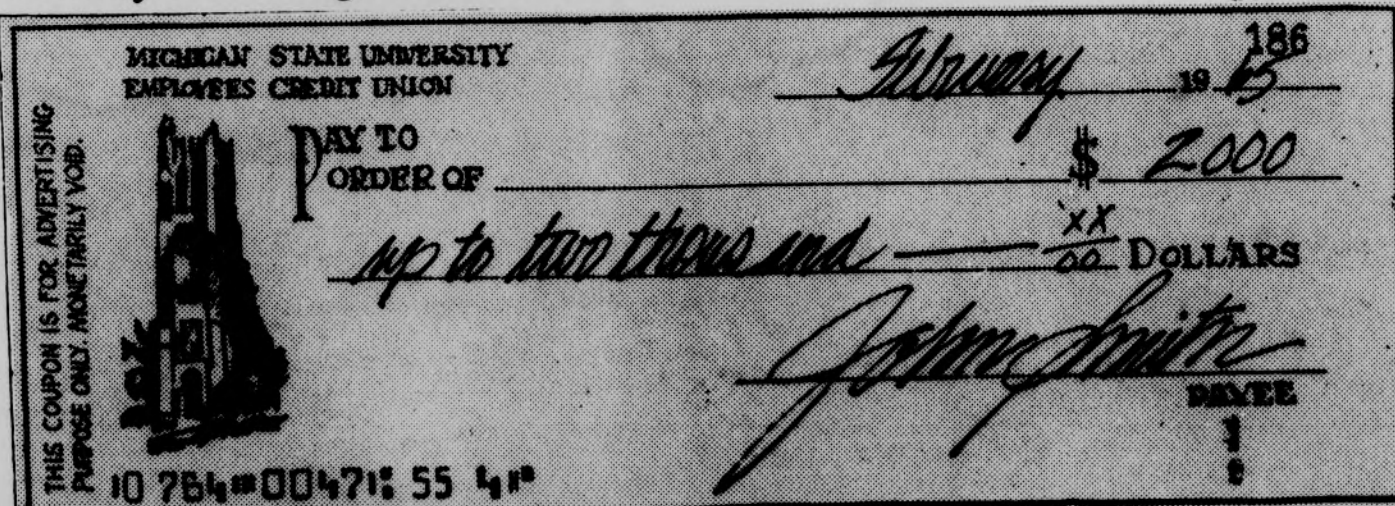 THIS COUPON IS FOR ADVERTISING
PURPOSE ONLY. MONETARILY VOID.
MICHIGAN STATE UNIVERSITY
EMPLOYEES CREDIT UNION
186
February 19 65
PAY TO
ORDER OF $ 2000
up to two thousand xx/00 DOLLARS
John Smith
PAYEE